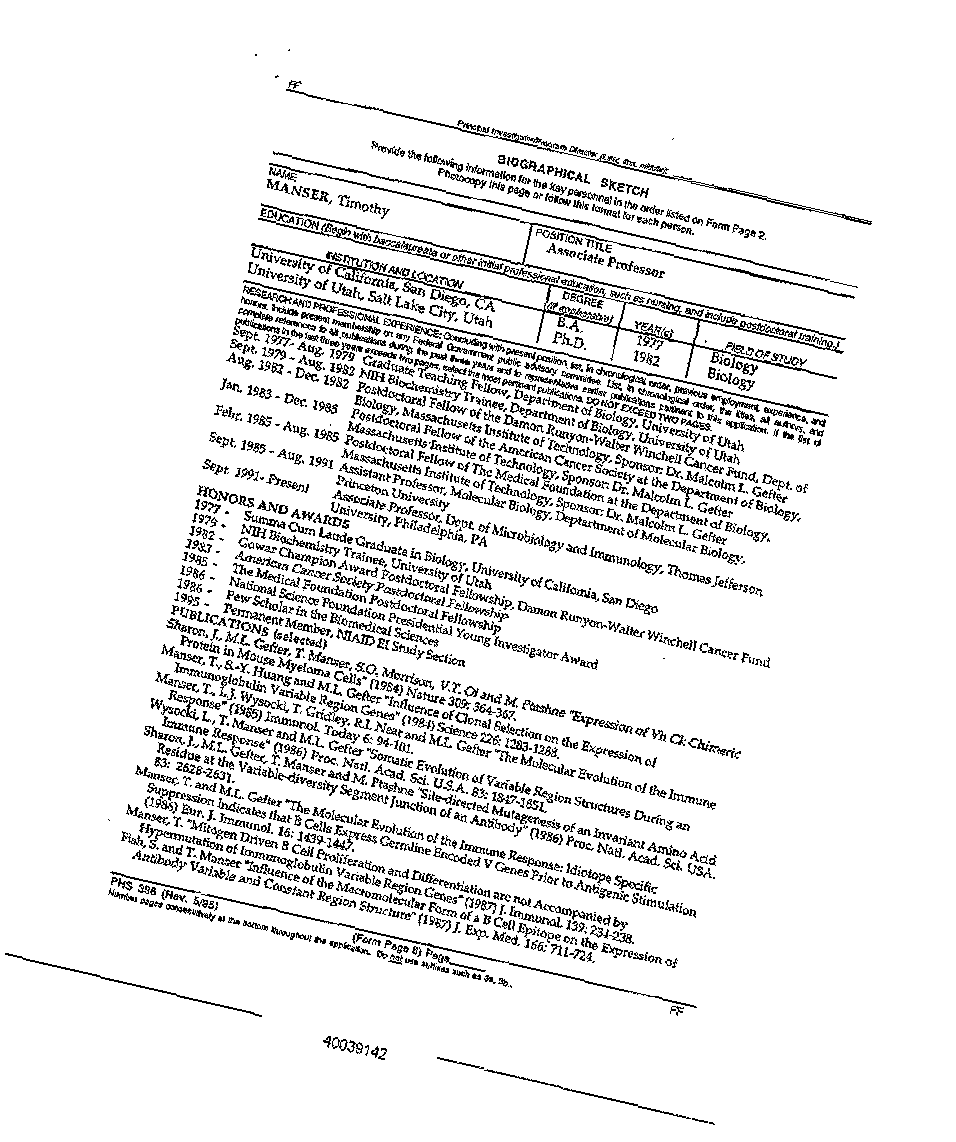 FF
Principal Investigator/Program Director (Last, first, middle):
BIOGRAPHICAL SKETCH
Provide the following information for the key personnel in the order listed on Form Page 2.
Photocopy this page or follow this format for each person.
NAME
MANSER, Timothy
POSITION TITLE
Associate Professor
EDUCATION (Begin with baccalaureate or other initial professional education, such as nursing, and include postdoctoral training.)
INSTITUTION AND LOCATION
DEGREE (if applicable)
YEAR(s)
FIELD OF STUDY
University of California, San Diego, CA B.A. 1977 Biology
University of Utah, Salt Lake City, Utah Ph.D. 1982 Biology
RESEARCH AND PROFESSIONAL EXPERIENCE: Concluding with present position, list, in chronological order, previous employment, experience, and
honors. Include present membership on any Federal Government public advisory committee. List, in chronological order, the titles, all authors, and
complete references to all publications during the past three years and to representative earlier publications pertinent to this application. If the list of
publications in the last three years exceeds two pages, select the most pertinent publications. DO NOT EXCEED TWO PAGES.
Sept. 1977- Aug. 1979 Graduate Teaching Fellow, Department of Biology, University of Utah
Sept. 1979 - Aug. 1982 NIH Biochemistry Trainee, Department of Biology, University of Utah
Aug. 1982 - Dec. 1982 Postdoctoral Fellow of the Damon Runyon-Walter Winchell Cancer Fund, Dept. of
Biology, Massachusetts Institute of Technology, Sponsor: Dr. Malcolm L. Gefter
Jan. 1983 - Dec. 1985 Postdoctoral Fellow of the American Cancer Society at the Department of Biology,
Massachusetts Institute of Technology, Sponsor: Dr. Malcolm L. Gefter
Febr. 1985 - Aug. 1985 Postdoctoral Fellow of The Medical Foundation at the Department of Biology,
Massachusetts Institute of Technology, Sponsor: Dr. Malcolm L. Gefter
Sept. 1985 - Aug. 1991 Assistant Professor, Molecular Biology, Deptartment of Molecular Biology,
Princeton University
Sept. 1991- Present Associate Professor, Dept. of Microbiology and Immunology, Thomas Jefferson
University, Philadelphia, PA
HONORS AND AWARDS
1977 - Summa Cum Laude Graduate in Biology, University of California, San Diego
1979 - NIH Biochemistry Trainee, University of Utah
1982 - Gowar Champion Award Postdoctoral Fellowship, Damon Runyon-Walter Winchell Cancer Fund
1983 - American Cancer Society Postdoctoral Fellowship
1985 - The Medical Foundation Postdoctoral Fellowship
1986 - National Science Foundation Presidential Young Investigator Award
1986 - Pew Scholar in the Biomedical Sciences
1995 - Permanent Member, NIAID EI Study Section
PUBLICATIONS (selected)
Sharon, J., M.L. Gefter, T. Manser, S.O. Morrison, V.T. Oi and M. Ptashne "Expression of Vh Ck Chimeric
Protein in Mouse Myeloma Cells" (1984) Nature 309: 364-367.
Manser, T., S.-Y. Huang and M.L. Gefter "Influence of Clonal Selection on the Expression of
Immunoglobulin Variable Region Genes" (1984) Science 226: 1283-1288.
Manser, T., L.J. Wysocki, T. Gridley, R.I. Near and M.L. Gefter "The Molecular Evolution of the Immune
Response" (1985) Immunol. Today 6: 94-101.
Wysocki, L., T. Manser and M.L. Gefter "Somatic Evolution of Variable Region Structures During an
Immune Response" (1986) Proc. Natl. Acad. Sci. U.S.A. 83: 1847-1851.
Sharon, J., M.L. Gefter, T. Manser and M. Ptashne "Site-directed Mutagenesis of an Invariant Amino Acid
Residue at the Variable-diversity Segment Junction of an Antibody" (1986) Proc. Natl. Acad. Sci. USA.
83: 2628-2631.
Manser, T. and M.L. Gefter "The Molecular Evolution of the Immune Response: Idiotope Specific
Suppression Indicates that B Cells Express Germline Encoded V Genes Prior to Antigenic Stimulation
(1986) Eur. J. Immunol. 16: 1439-1447.
Manser, T. "Mitogen Driven B Cell Proliferation and Differentiation are not Accompanied by
Hypermutation of Immunoglobulin Variable Region Genes" (1987) J. Immunol. 139: 234-238.
Fish, S. and T. Manser "Influence of the Macromolecular Form of a B Cell Epitope on the Expression of
Antibody Variable and Constant Region Structure" (1987) J. Exp. Med. 166: 711-724.
PHS 398 (Rev. 5/95) (Form Page 6) Page
Number pages consecutively at the bottom throughout the application. Do not use suffixes such as 3a, 3b.
FF
40039142